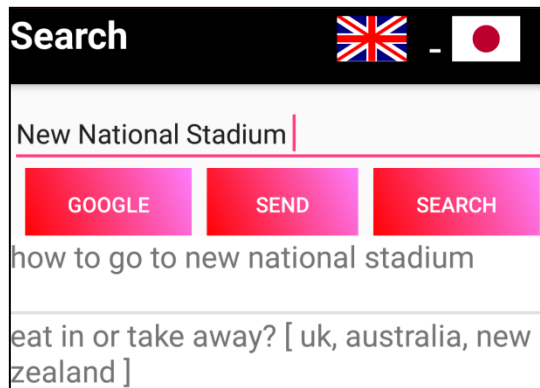 Search
-
New National Stadium
GOOGLE SEND SEARCH
how to go to new national stadium
eat in or take away? [ uk, australia, new
zealand ]